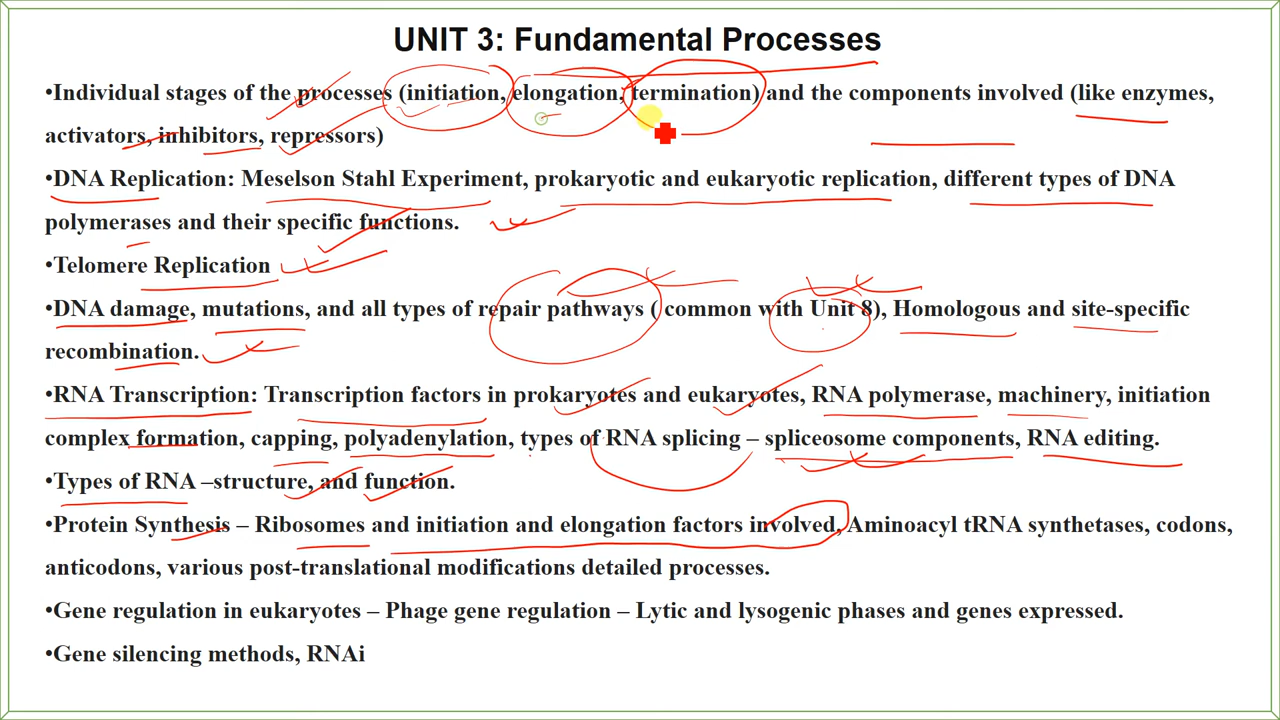 UNIT 3: Fundamental Processes
•Individual stages of the processes (initiation, elongation, termination) and the components involved (like enzymes,
activators, inhibitors, repressors)
•DNA Replication: Meselson Stahl Experiment, prokaryotic and eukaryotic replication, different types of DNA
polymerases and their specific functions.
•Telomere Replication
•DNA damage, mutations, and all types of repair pathways ( common with Unit 8), Homologous and site-specific
recombination.
•RNA Transcription: Transcription factors in prokaryotes and eukaryotes, RNA polymerase, machinery, initiation
complex formation, capping, polyadenylation, types of RNA splicing – spliceosome components, RNA editing.
•Types of RNA –structure, and function.
•Protein Synthesis – Ribosomes and initiation and elongation factors involved, Aminoacyl tRNA synthetases, codons,
anticodons, various post-translational modifications detailed processes.
•Gene regulation in eukaryotes – Phage gene regulation – Lytic and lysogenic phases and genes expressed.
•Gene silencing methods, RNAi